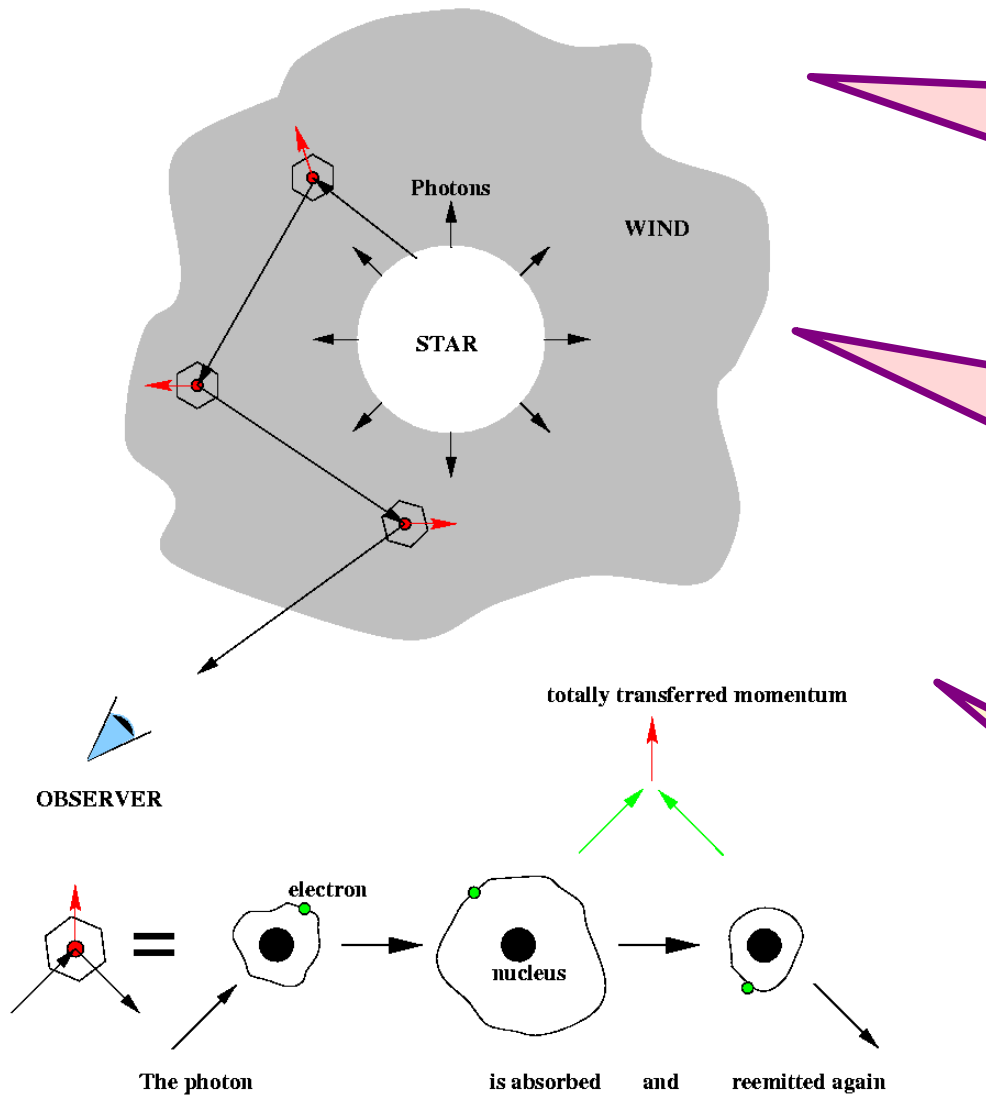 Photons
WIND
STAR
totally transferred momentum
OBSERVER
electron
=
nucleus
The photon is absorbed and reemitted again